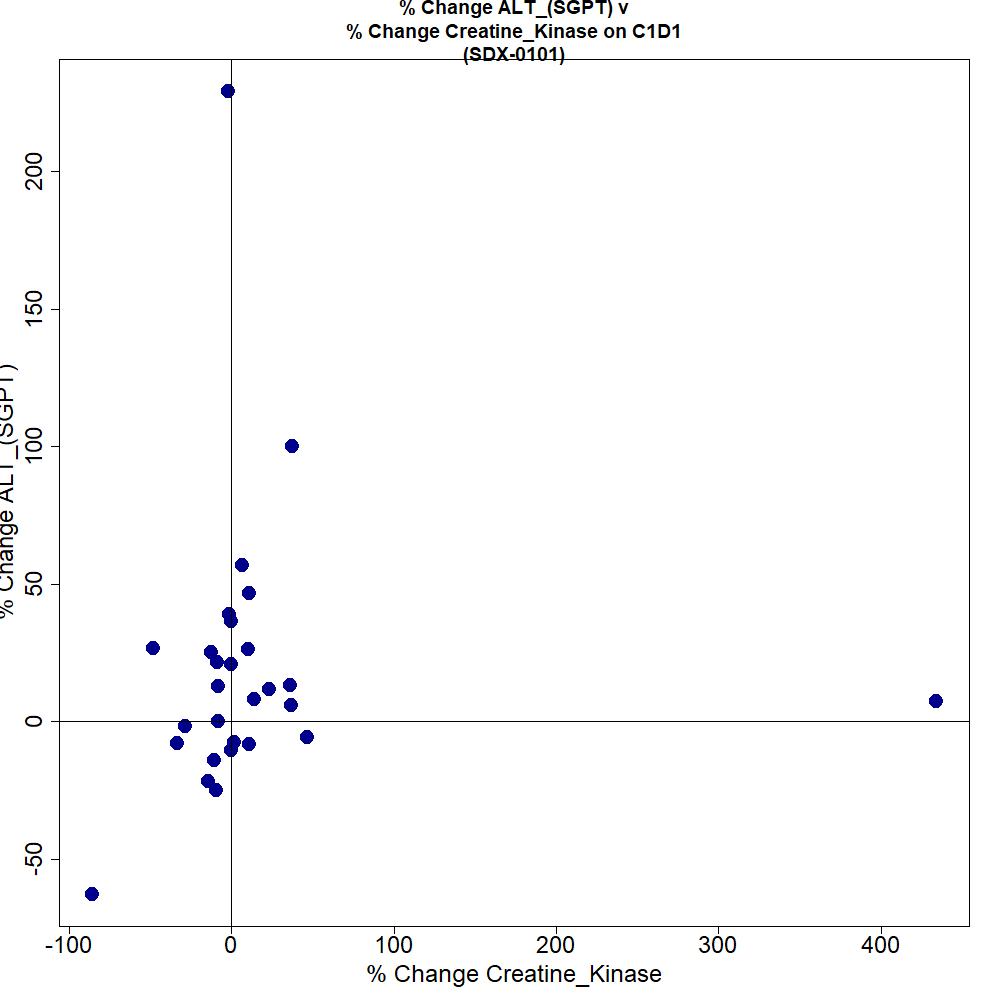 % Change ALT_(SGPT) v
% Change Creatine_Kinase on C1D1
(SDX-0101)
% Change ALT_(SGPT)
200
150
100
50
0
-50
-100
0
100
200
300
400
% Change Creatine_Kinase